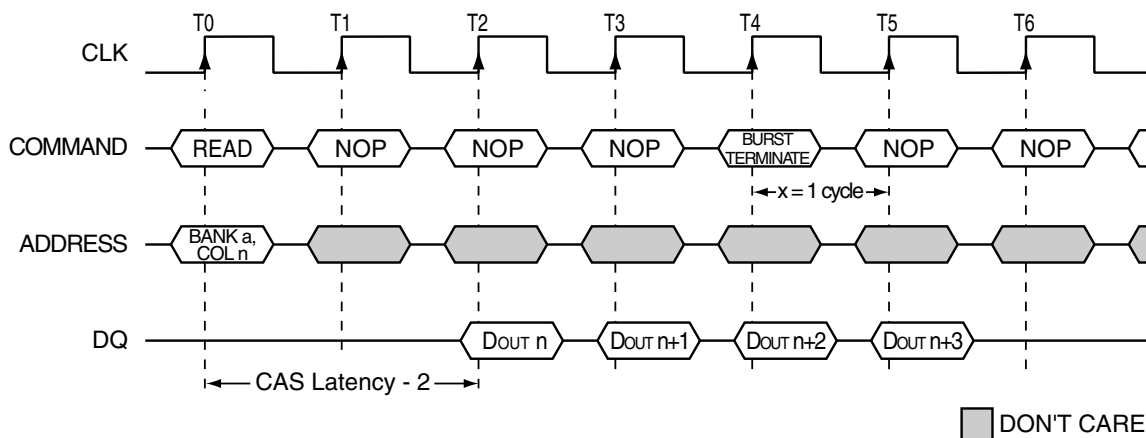 T0 T1 T2 T3 T4 T5 T6
CLK
COMMAND READ NOP NOP NOP BURST TERMINATE NOP NOP
x = 1 cycle
ADDRESS BANK a, COL n
DQ DOUT n DOUT n+1 DOUT n+2 DOUT n+3
CAS Latency - 2
DON'T CARE